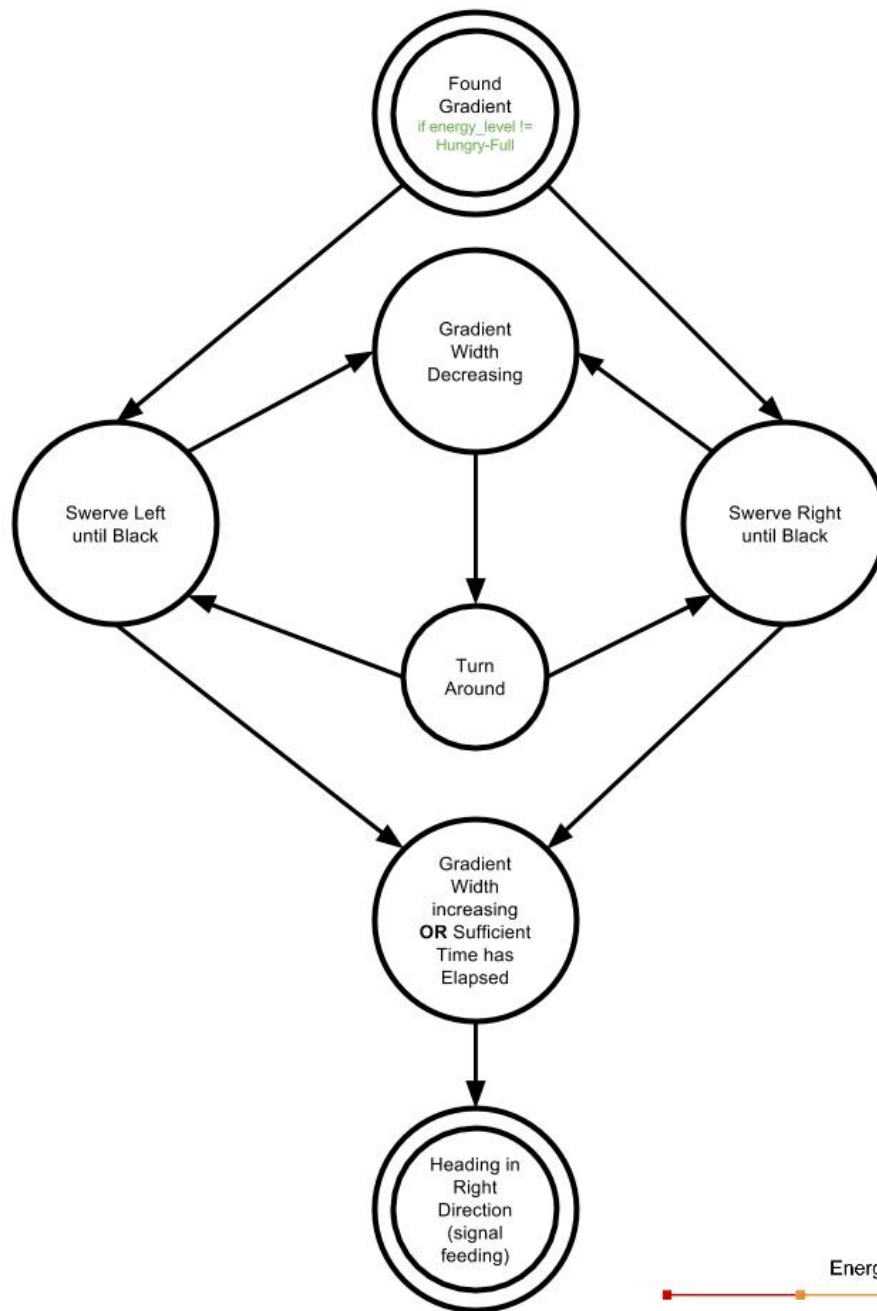 Found
Gradient
if energy_level !=
Hungry-Full
Gradient
Width
Decreasing
Swerve Left
until Black
Swerve Right
until Black
Turn
Around
Gradient
Width
increasing
OR Sufficient
Time has
Elapsed
Heading in
Right
Direction
(signal
feeding)
Energ